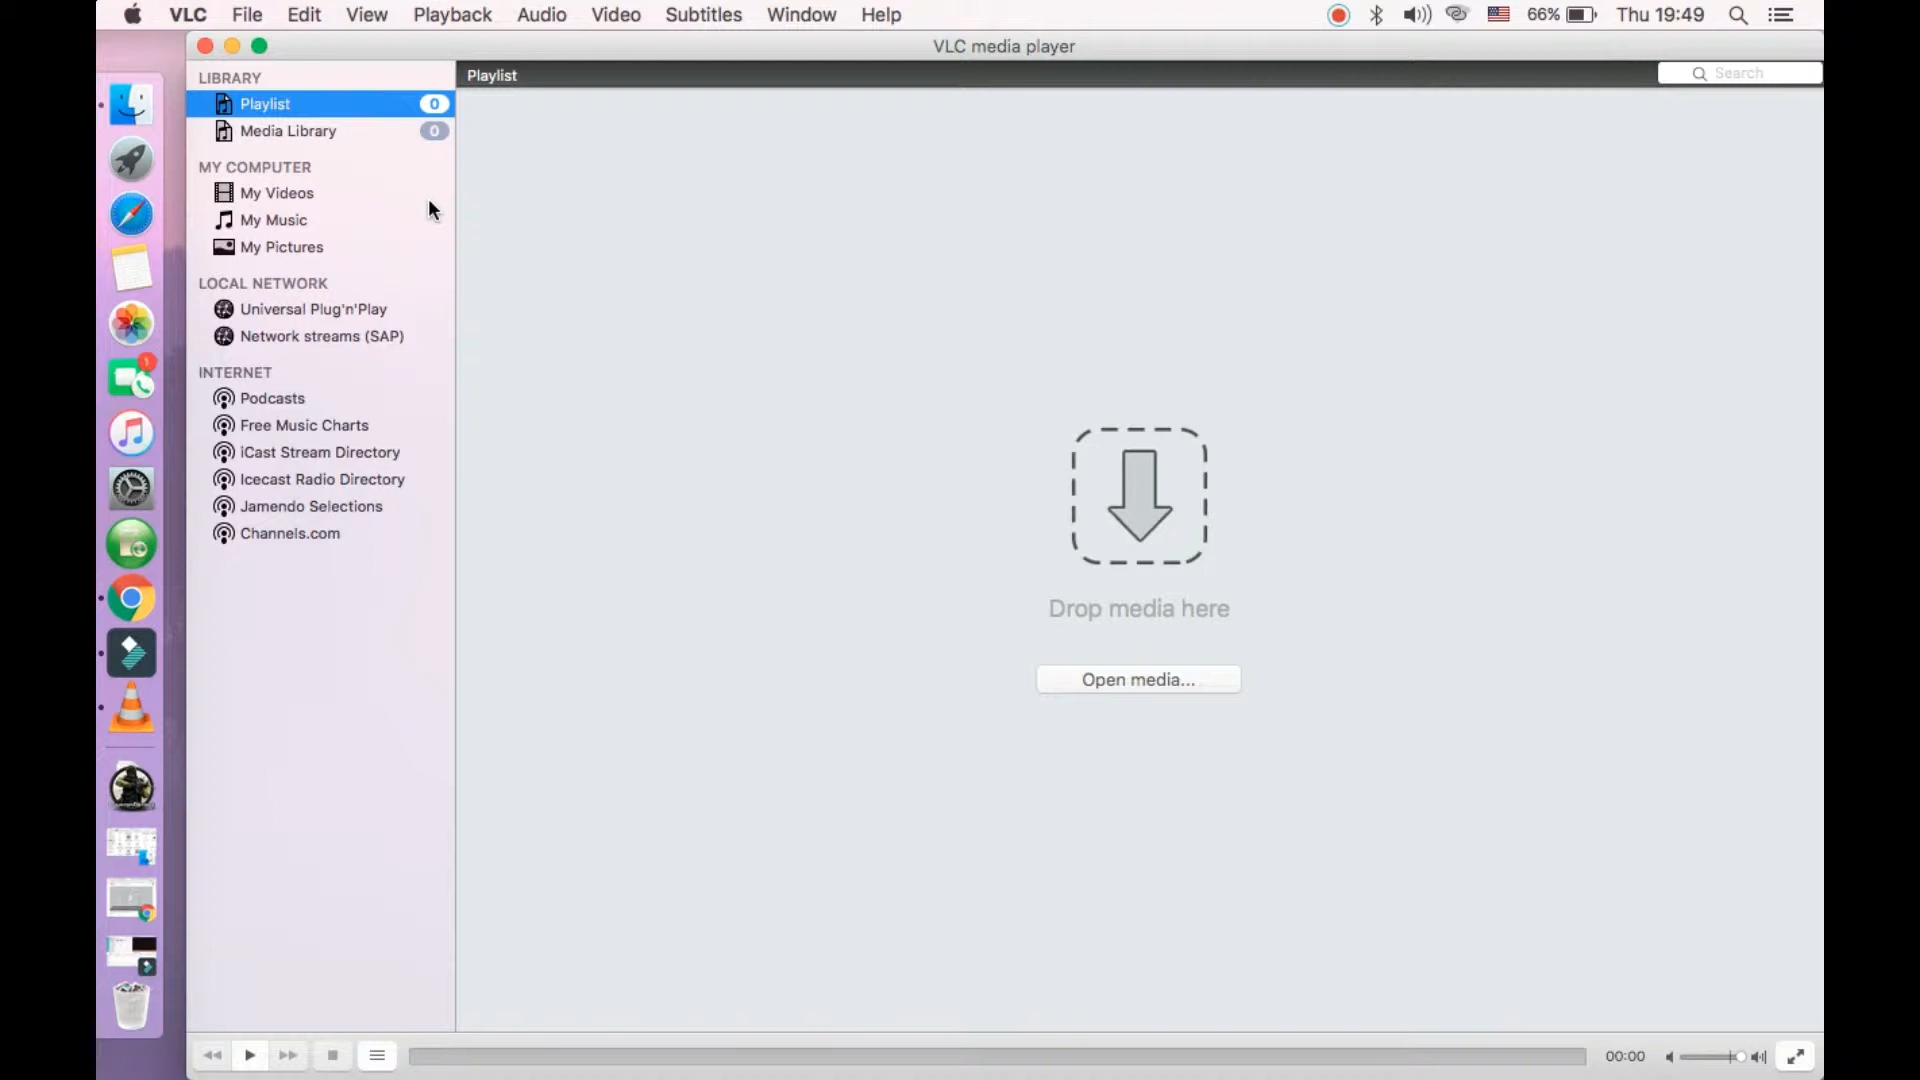 VLC File Edit View Playback Audio Video Subtitles Window Help 66% Thu 19:49
VLC media player
LIBRARY
Playlist 0
Media Library 0
MY COMPUTER
My Videos
My Music
My Pictures
LOCAL NETWORK
Universal Plug'n'Play
Network streams (SAP)
INTERNET
Podcasts
Free Music Charts
iCast Stream Directory
Icecast Radio Directory
Jamendo Selections
Channels.com
Playlist Search
Drop media here
Open media...
00:00
1